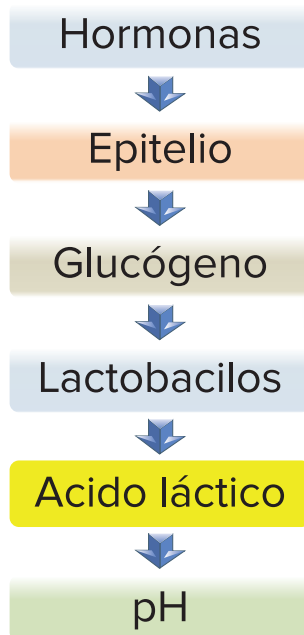 Hormonas
Epitelio
Glucógeno
Lactobacilos
Acido láctico
pH